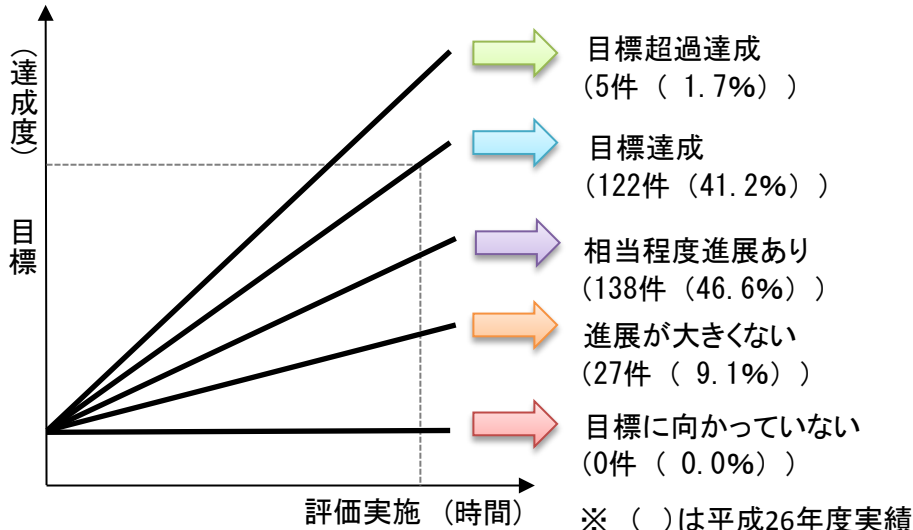 (達成度)
目標
目標超過達成
(5件 ( 1.7%) )
目標達成
(122件 (41.2%) )
相当程度進展あり
(138件 (46.6%) )
進展が大きくない
(27件 ( 9.1%) )
目標に向かっていない
(0件 ( 0.0%) )
評価実施 (時間)
※ ( )は平成26年度実績